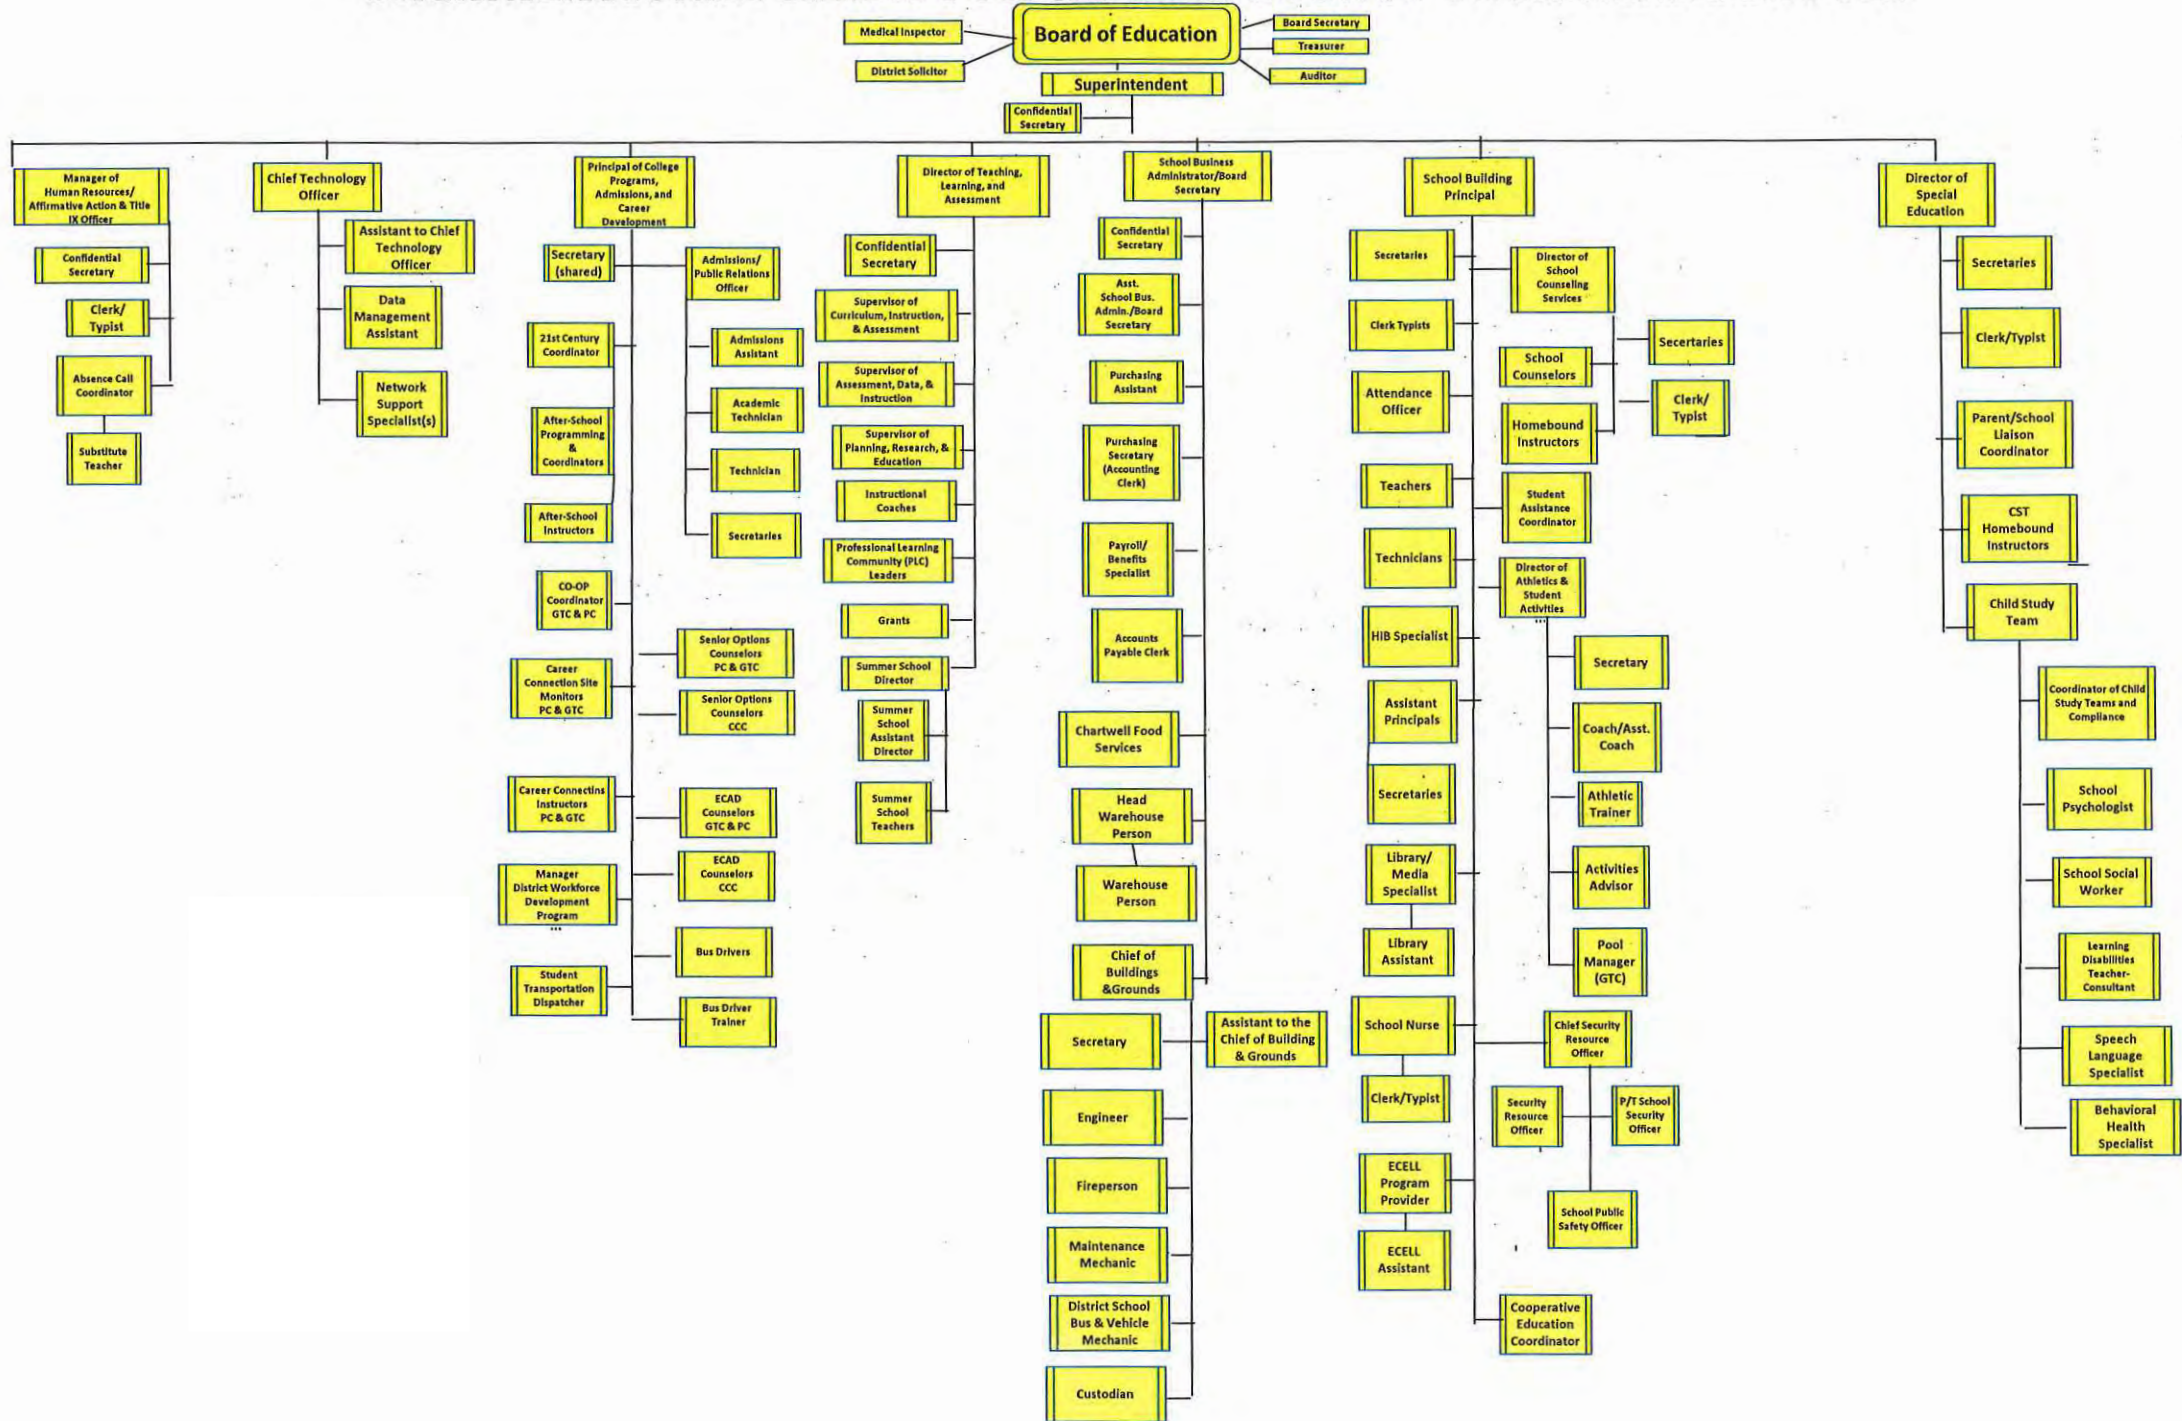 Board of Education
Medical Inspector
District Solicitor
Board Secretary
Treasurer
Auditor
Superintendent
Confidential
Secretary
Manager of
Human Resources/
Affirmative Action & Title
IX Officer
Confidential
Secretary
Clerk/
Typist
Absence Call
Coordinator
Substitute
Teacher
Chief Technology
Officer
Assistant to Chief
Technology
Officer
Data
Management
Assistant
Network
Support
Specialist(s)
Principal of College
Programs,
Admissions, and
Career
Development
Secretary
(shared)
Admissions/
Public Relations
Officer
21st Century
Coordinator
After-School
Programming
&
Coordinators
After-School
Instructors
Admissions
Assistant
Academic
Technician
Technician
Secretaries
CO-OP
Coordinator
GTC & PC
Career
Connection Site
Monitors
PC & GTC
Career Connectins
Instructors
PC & GTC
Manager
District Workforce
Development
Program
...
Student
Transportation
Dispatcher
Senior Options
Counselors
PC & GTC
Senior Options
Counselors
CCC
ECAD
Counselors
GTC & PC
ECAD
Counselors
CCC
Bus Drivers
Bus Driver
Trainer
Director of Teaching,
Learning, and
Assessment
Confidential
Secretary
Supervisor of
Curriculum, Instruction,
& Assessment
Supervisor of
Assessment, Data, &
Instruction
Supervisor of
Planning, Research, &
Education
Instructional
Coaches
Professional Learning
Community (PLC)
Leaders
Grants
Summer School
Director
Summer
School
Assistant
Director
Summer
School
Teachers
School Business
Administrator/Board
Secretary
Confidential
Secretary
Asst.
School Bus.
Admin./Board
Secretary
Purchasing
Assistant
Purchasing
Secretary
(Accounting
Clerk)
Payroll/
Benefits
Specialist
Accounts
Payable Clerk
Chartwell Food
Services
Head
Warehouse
Person
Warehouse
Person
Chief of
Buildings
&Grounds
Secretary
Assistant to the
Chief of Building
& Grounds
Engineer
Fireperson
Maintenance
Mechanic
District School
Bus & Vehicle
Mechanic
Custodian
School Building
Principal
Secretaries
Clerk Typists
Attendance
Officer
Teachers
Technicians
HIB Specialist
Assistant
Principals
Secretaries
Library/
Media
Specialist
Library
Assistant
School Nurse
Clerk/Typist
ECELL
Program
Provider
ECELL
Assistant
Director of
School
Counseling
Services
School
Counselors
Homebound
Instructors
Secertaries
Clerk/
Typist
Student
Assistance
Coordinator
Director of
Athletics &
Student
Activities
...
Secretary
Coach/Asst.
Coach
Athletic
Trainer
Activities
Advisor
Pool
Manager
(GTC)
Chief Security
Resource
Officer
Security
Resource
Officer
P/T School
Security
Officer
School Public
Safety Officer
Cooperative
Education
Coordinator
Director of
Special
Education
Secretaries
Clerk/Typist
Parent/School
Liaison
Coordinator
CST
Homebound
Instructors
Child Study
Team
Coordinator of Child
Study Teams and
Compliance
School
Psychologist
School Social
Worker
Learning
Disabilities
Teacher-
Consultant
Speech
Language
Specialist
Behavioral
Health
Specialist